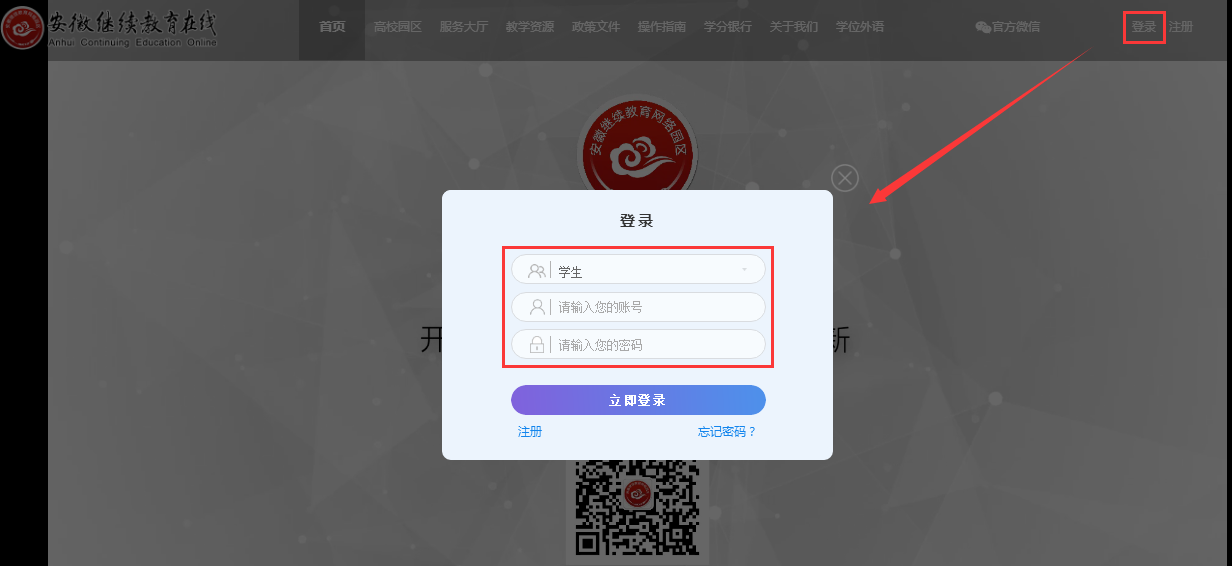 安徽继续教育在线
Anhui Continuing Education Online
首页 高校园区 服务大厅 教学资源 政策文件 操作指南 学分银行 关于我们 学位外语 官方微信 登录 注册
安徽继续教育网络园区
登录
学生
请输入您的账号
开 新
请输入您的密码
立即登录
注册 忘记密码？